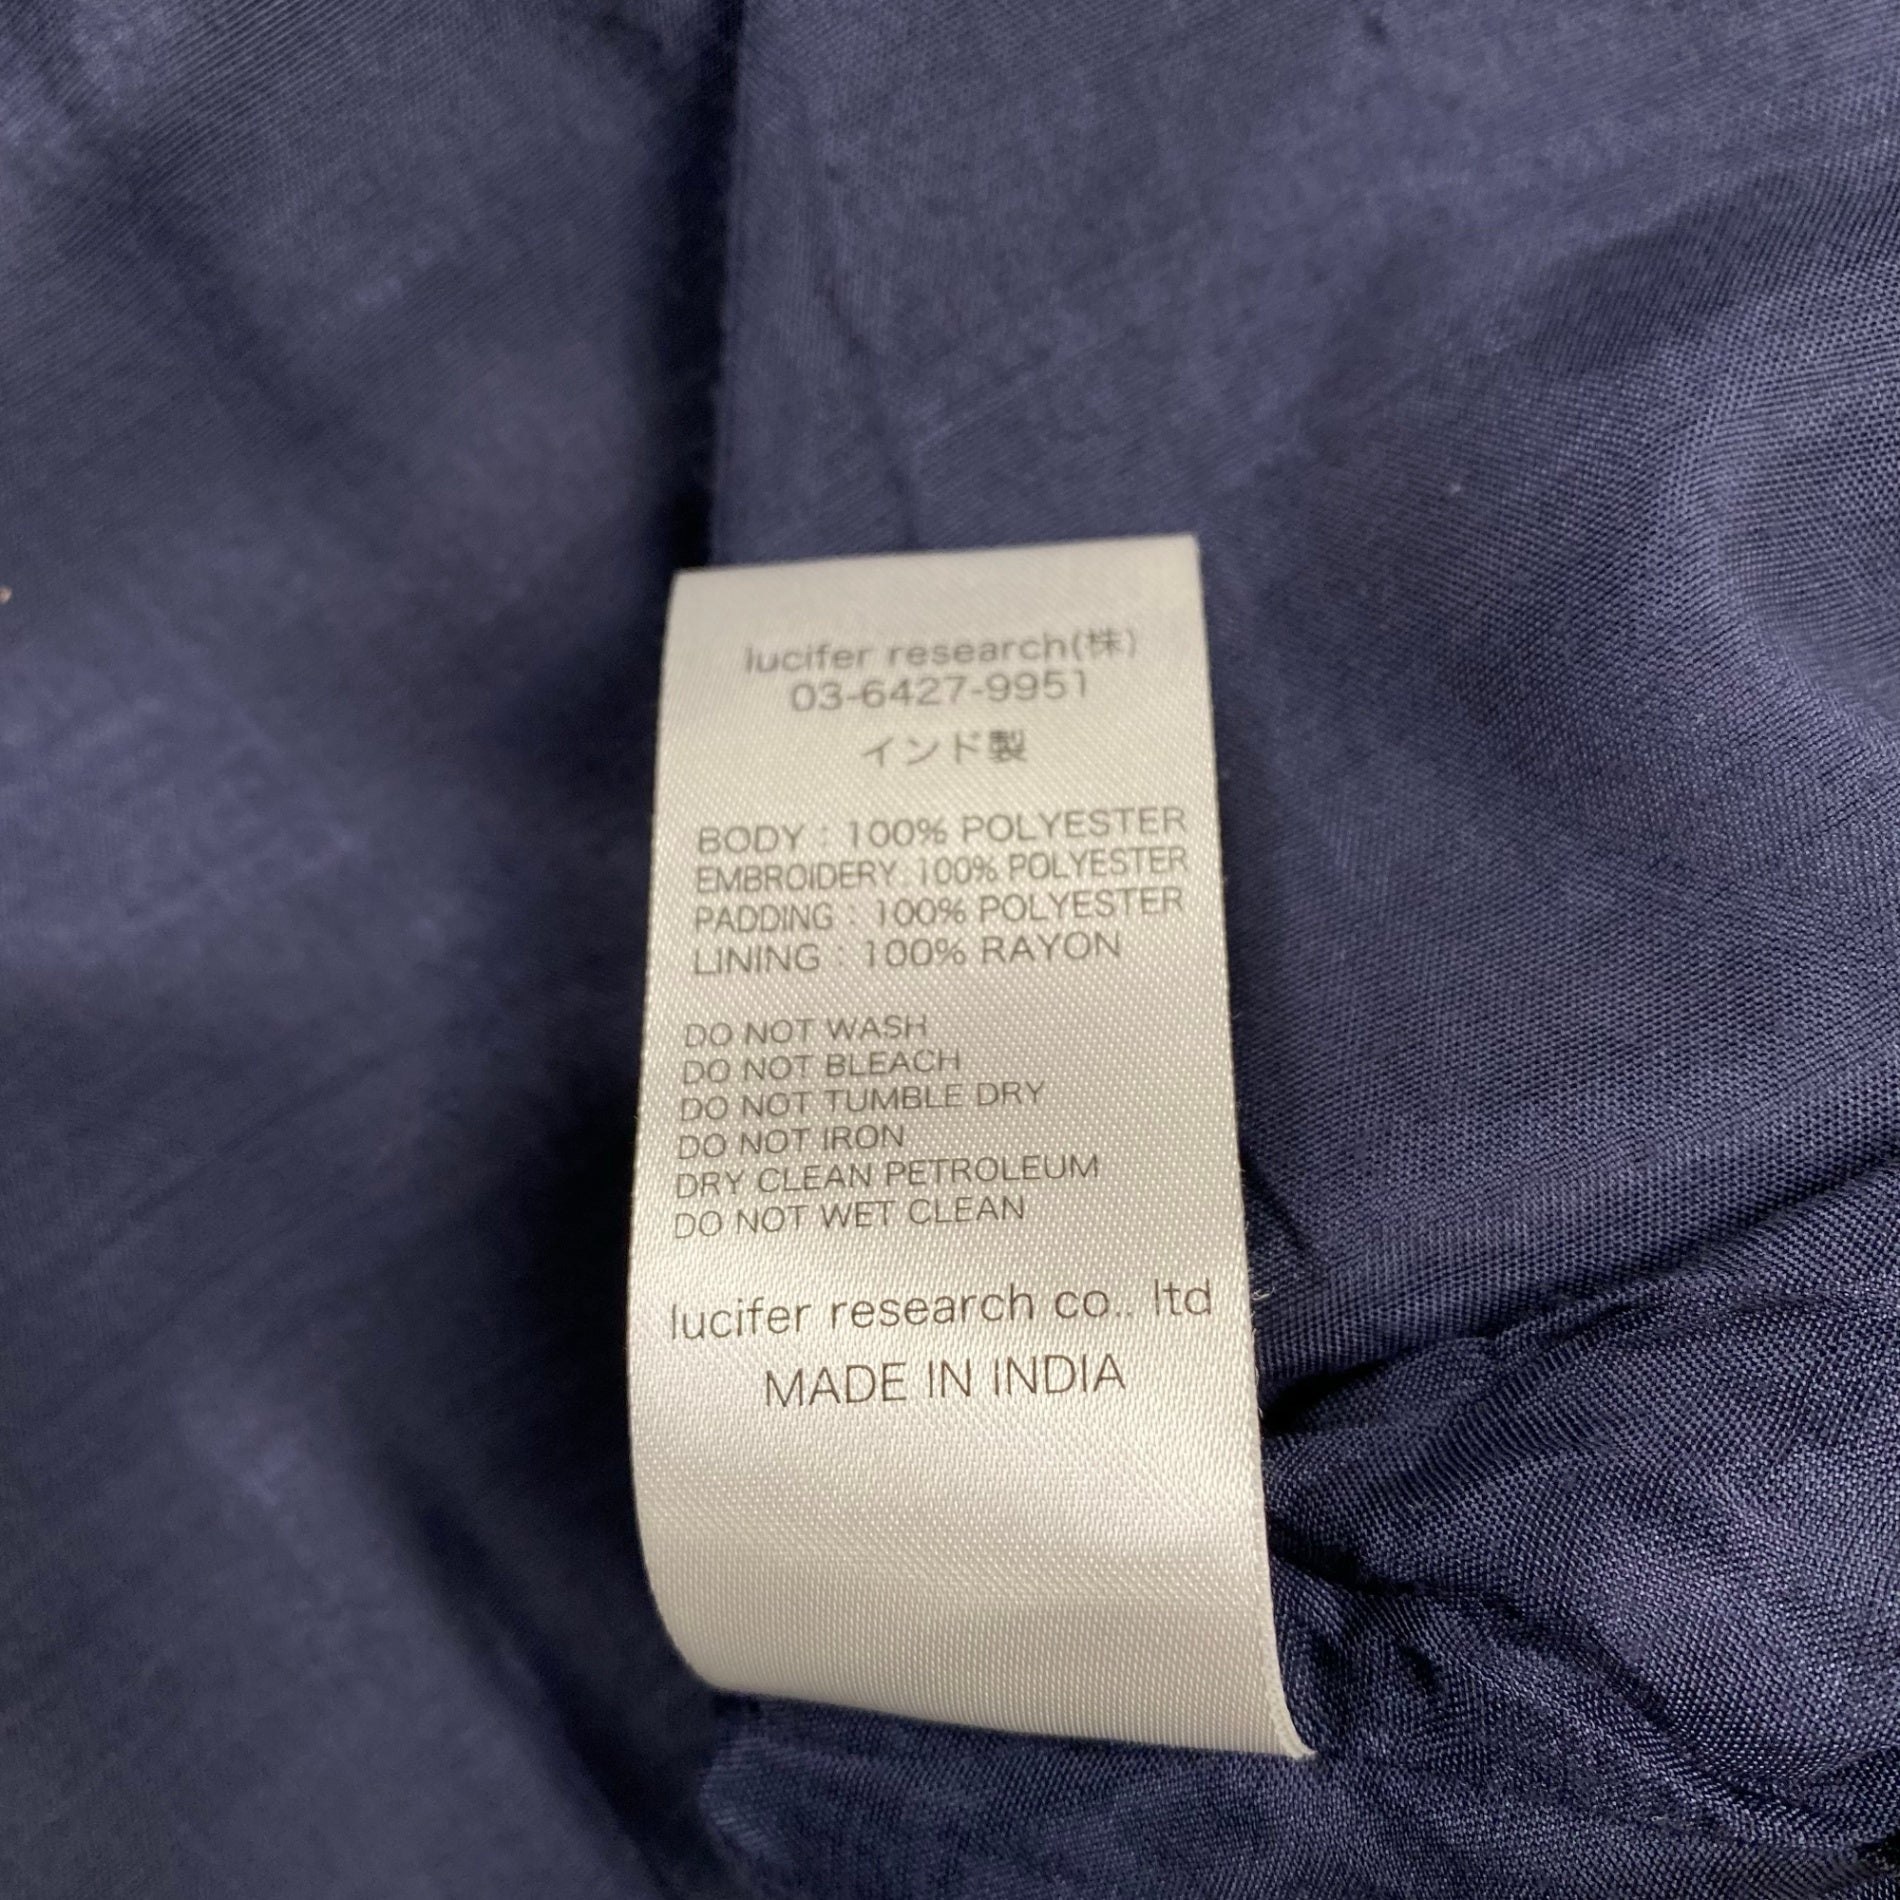 lucifer research(株)
03-6427-9951
インド製
BODY : 100% POLYESTER
EMBROIDERY: 100% POLYESTER
PADDING : 100% POLYESTER
LINING : 100% RAYON
DO NOT WASH
DO NOT BLEACH
DO NOT TUMBLE DRY
DO NOT IRON
DRY CLEAN PETROLEUM
DO NOT WET CLEAN
lucifer research co.. ltd
MADE IN INDIA